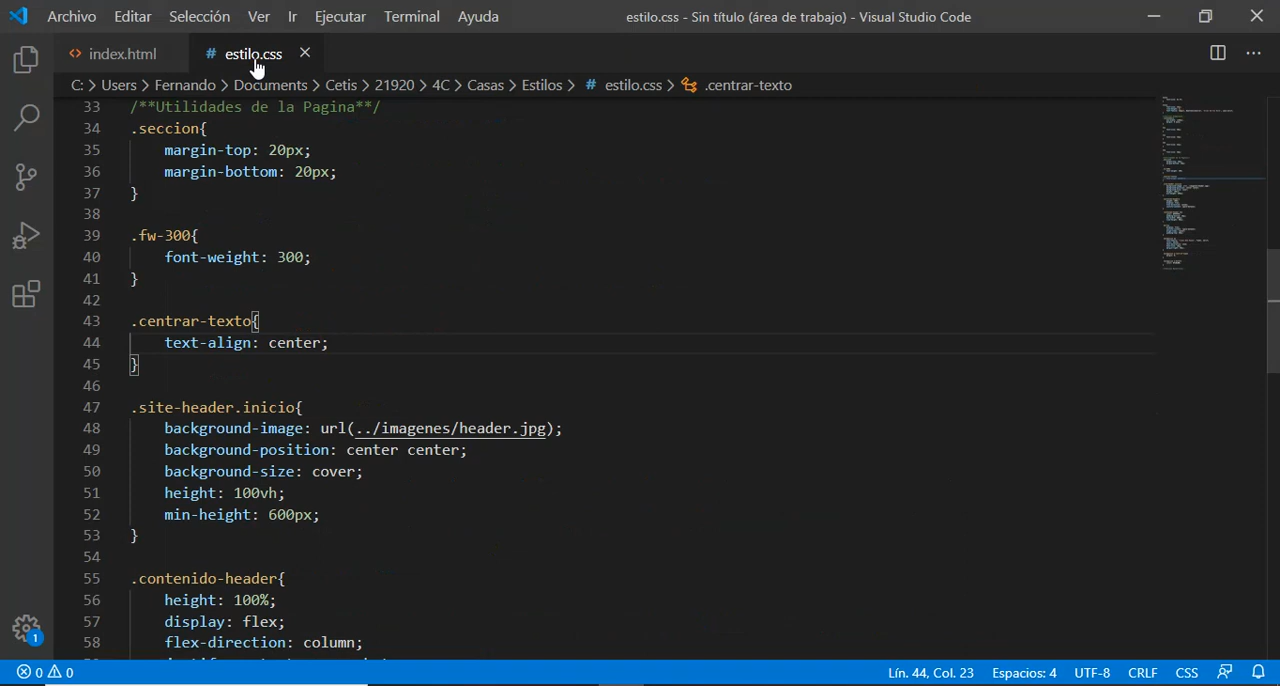 Archivo Editar Selección Ver Ir Ejecutar Terminal Ayuda estilo.css - Sin título (área de trabajo) - Visual Studio Code
<> index.html # estilo.css ×
C: > Users > Fernando > Documents > Cetis > 21920 > 4C > Casas > Estilos > # estilo.css > .centrar-texto
33 /**Utilidades de la Pagina**/
34 .seccion{
35 margin-top: 20px;
36 margin-bottom: 20px;
37 }
38
39 .fw-300{
40 font-weight: 300;
41 }
42
43 .centrar-texto{
44 text-align: center;
45 }
46
47 .site-header.inicio{
48 background-image: url(../imagenes/header.jpg);
49 background-position: center center;
50 background-size: cover;
51 height: 100vh;
52 min-height: 600px;
53 }
54
55 .contenido-header{
56 height: 100%;
57 display: flex;
58 flex-direction: column;
1
0 0 Lín. 44, Col. 23 Espacios: 4 UTF-8 CRLF CSS